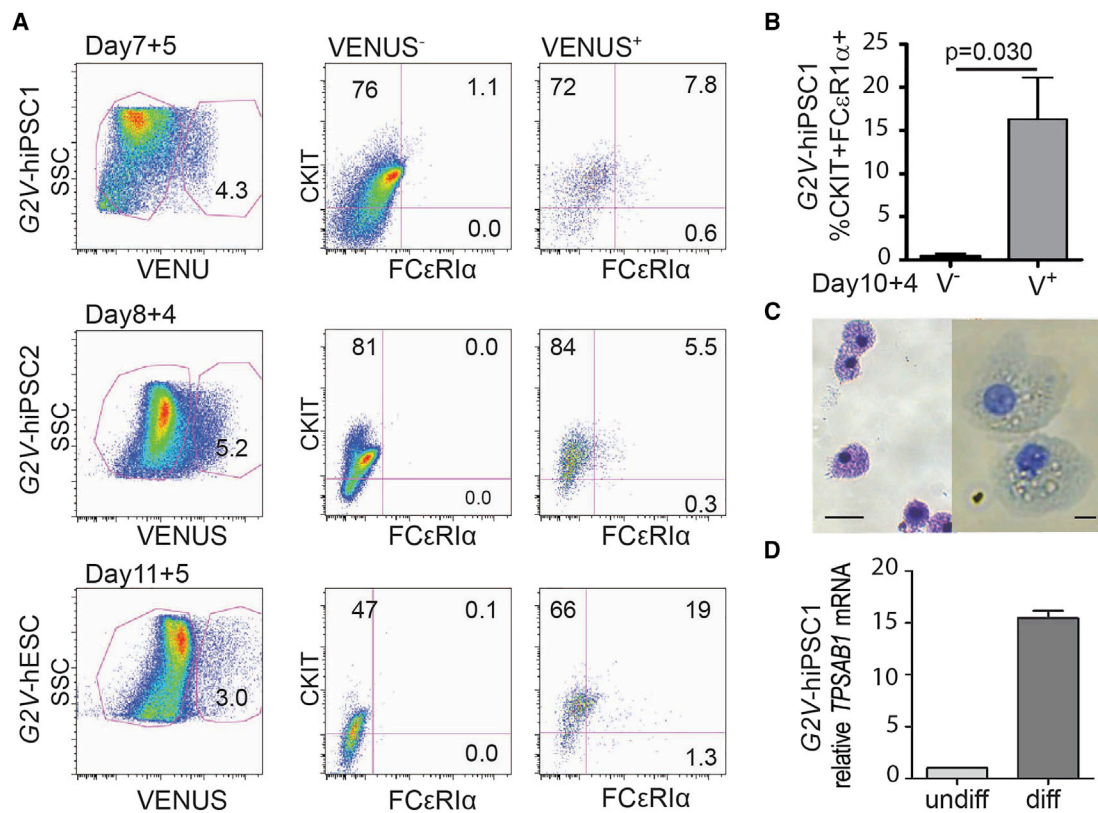 A
Day7+5
VENUS-
VENUS+
G2V-hiPSC1
SSC
4.3
VENU
CKIT
76
1.1
0.0
FCεRIα
72
7.8
0.6
FCεRIα
Day8+4
G2V-hiPSC2
SSC
5.2
VENUS
CKIT
81
0.0
0.0
FCεRIα
84
5.5
0.3
FCεRIα
Day11+5
G2V-hESC
SSC
3.0
VENUS
CKIT
47
0.1
0.0
FCεRIα
66
19
1.3
FCεRIα
B
p=0.030
G2V-hiPSC1
%CKIT+FCεR1α+
25
20
15
10
5
0
Day10+4 V- V+
C
D
G2V-hiPSC1
relative TPSAB1 mRNA
20
15
10
5
0
undiff diff